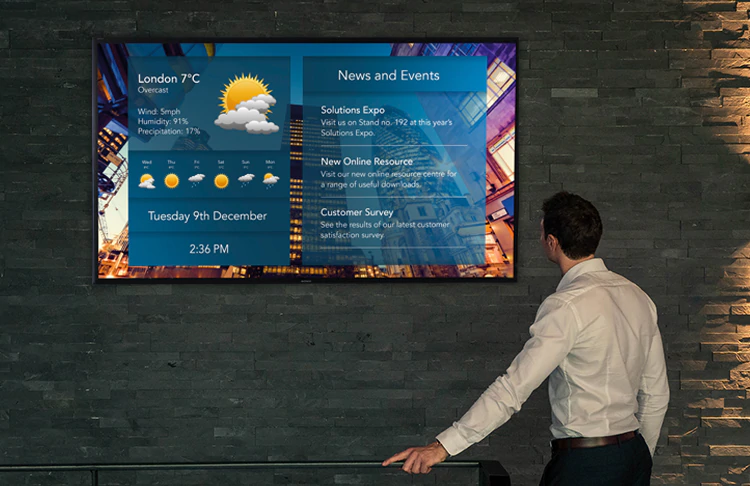 London 7°C
Overcast
Wind: 5mph
Humidity: 91%
Precipitation: 17%
Wed Thu Fri Sat Sun Mon
Tuesday 9th December
2:36 PM
News and Events
Solutions Expo
Visit us on Stand no. 192 at this year's
Solutions Expo.
New Online Resource
Visit our new online resource centre for
a range of useful downloads.
Customer Survey
See the results of our latest customer
satisfaction survey.